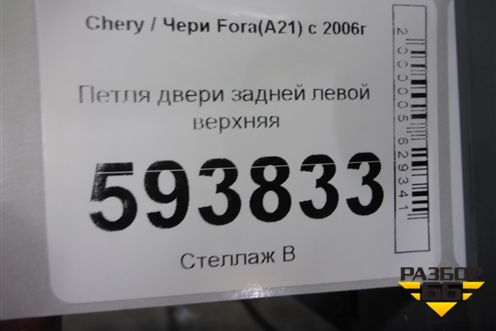 Chery / Чери Fora(A21) с 2006г
Петля двери задней левой
верхняя
593833
Стеллаж В
2000005629341
РАЗБОР
66